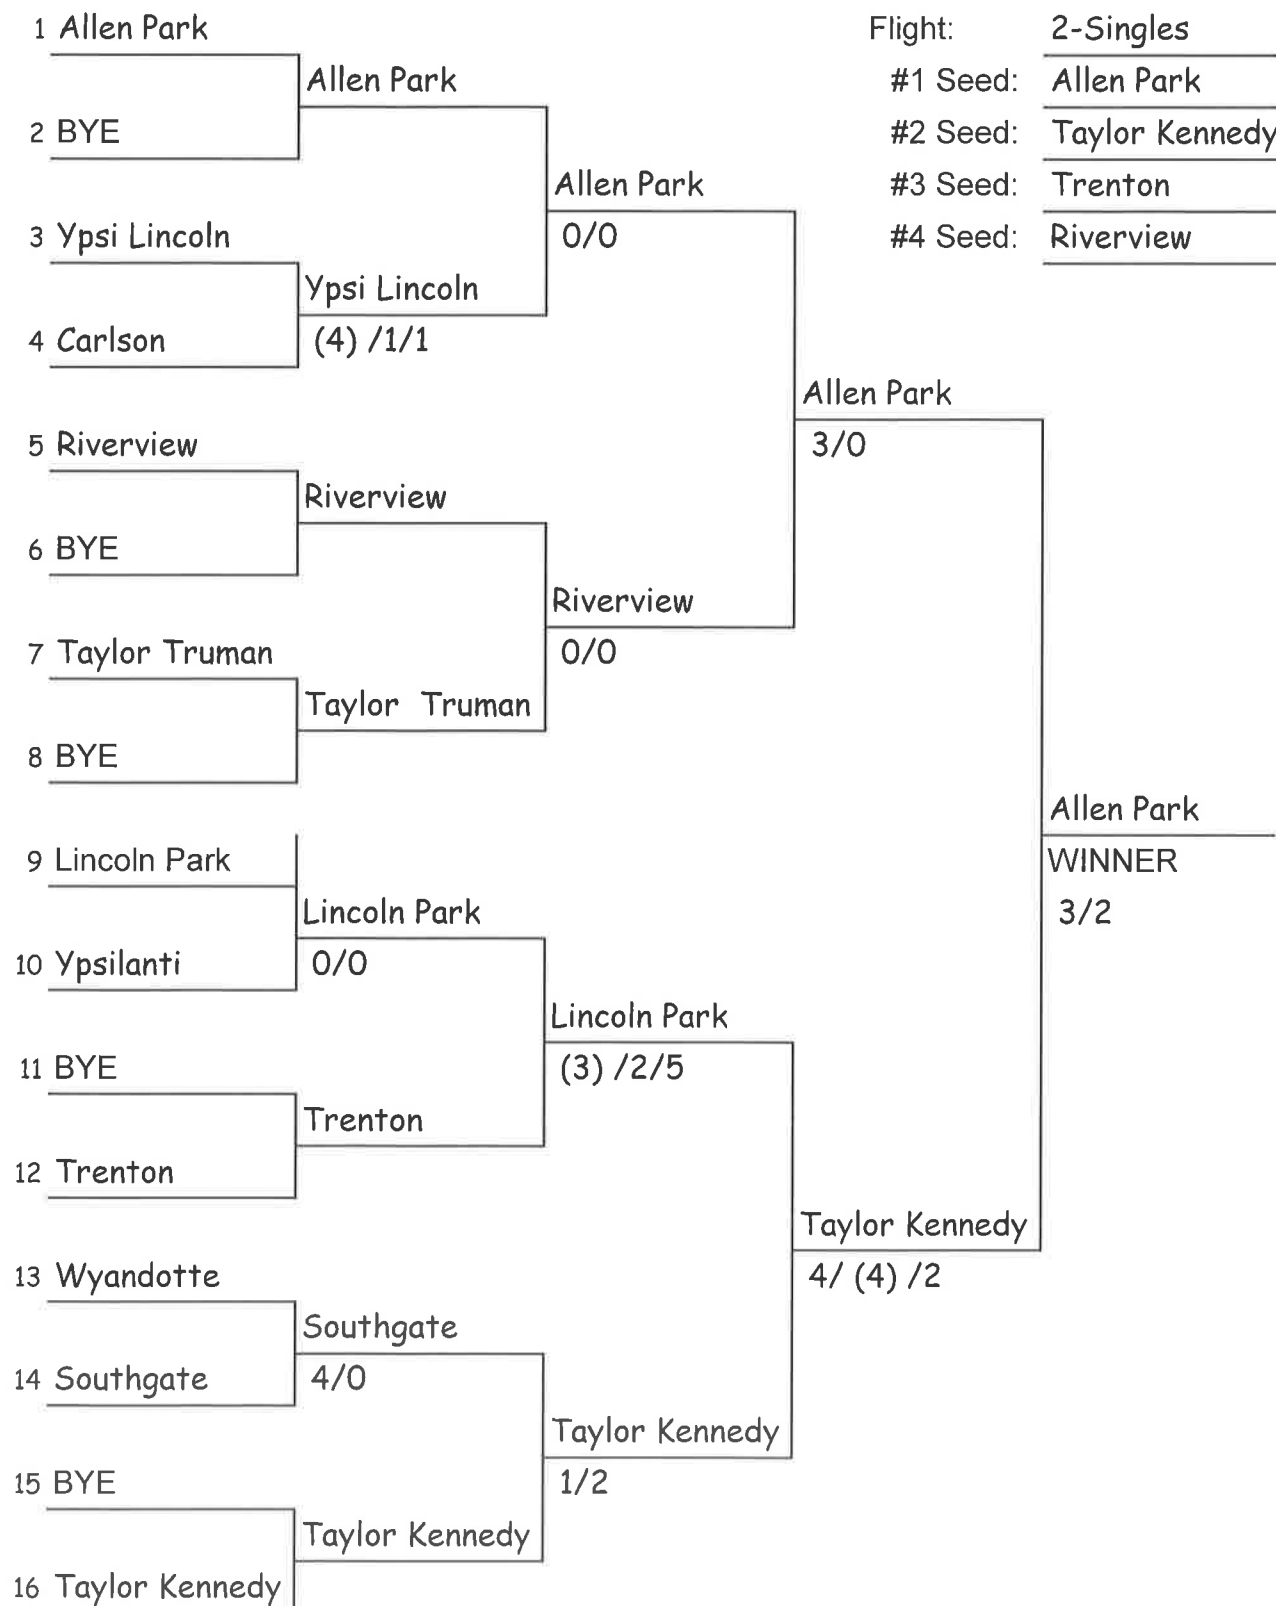 1 Allen Park
Flight: 2-Singles
Allen Park
#1 Seed: Allen Park
2 BYE
#2 Seed: Taylor Kennedy
Allen Park
#3 Seed: Trenton
3 Ypsi Lincoln
0/0
#4 Seed: Riverview
Ypsi Lincoln
4 Carlson
(4) /1/1
Allen Park
5 Riverview
3/0
Riverview
6 BYE
Riverview
7 Taylor Truman
0/0
Taylor Truman
8 BYE
Allen Park
9 Lincoln Park
WINNER
Lincoln Park
3/2
10 Ypsilanti
0/0
Lincoln Park
11 BYE
(3) /2/5
Trenton
12 Trenton
Taylor Kennedy
13 Wyandotte
4/ (4) /2
Southgate
14 Southgate
4/0
Taylor Kennedy
15 BYE
1/2
Taylor Kennedy
16 Taylor Kennedy